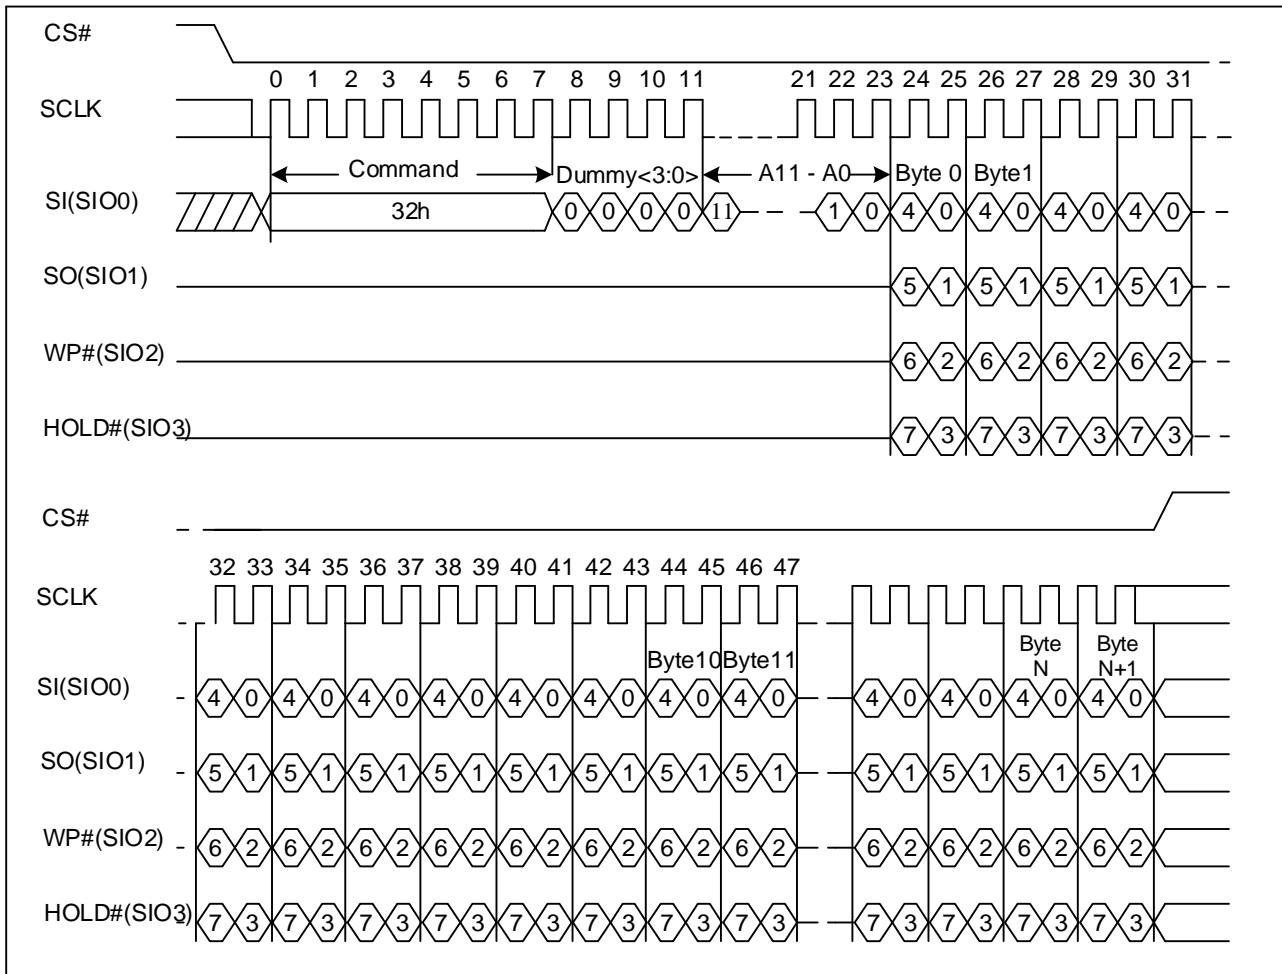 CS#
0 1 2 3 4 5 6 7 8 9 10 11 21 22 23 24 25 26 27 28 29 30 31
SCLK
Command Dummy<3:0> A11 - A0 Byte 0 Byte1
SI(SIO0) 32h 0 0 0 0 11 1 0 4 0 4 0 4 0 4 0
SO(SIO1) 5 1 5 1 5 1 5 1
WP#(SIO2) 6 2 6 2 6 2 6 2
HOLD#(SIO3) 7 3 7 3 7 3 7 3
CS#
32 33 34 35 36 37 38 39 40 41 42 43 44 45 46 47
SCLK
Byte10 Byte11 Byte N Byte N+1
SI(SIO0) 4 0 4 0 4 0 4 0 4 0 4 0 4 0 4 0 4 0 4 0 4 0 4 0
SO(SIO1) 5 1 5 1 5 1 5 1 5 1 5 1 5 1 5 1 5 1 5 1 5 1 5 1
WP#(SIO2) 6 2 6 2 6 2 6 2 6 2 6 2 6 2 6 2 6 2 6 2 6 2 6 2
HOLD#(SIO3) 7 3 7 3 7 3 7 3 7 3 7 3 7 3 7 3 7 3 7 3 7 3 7 3